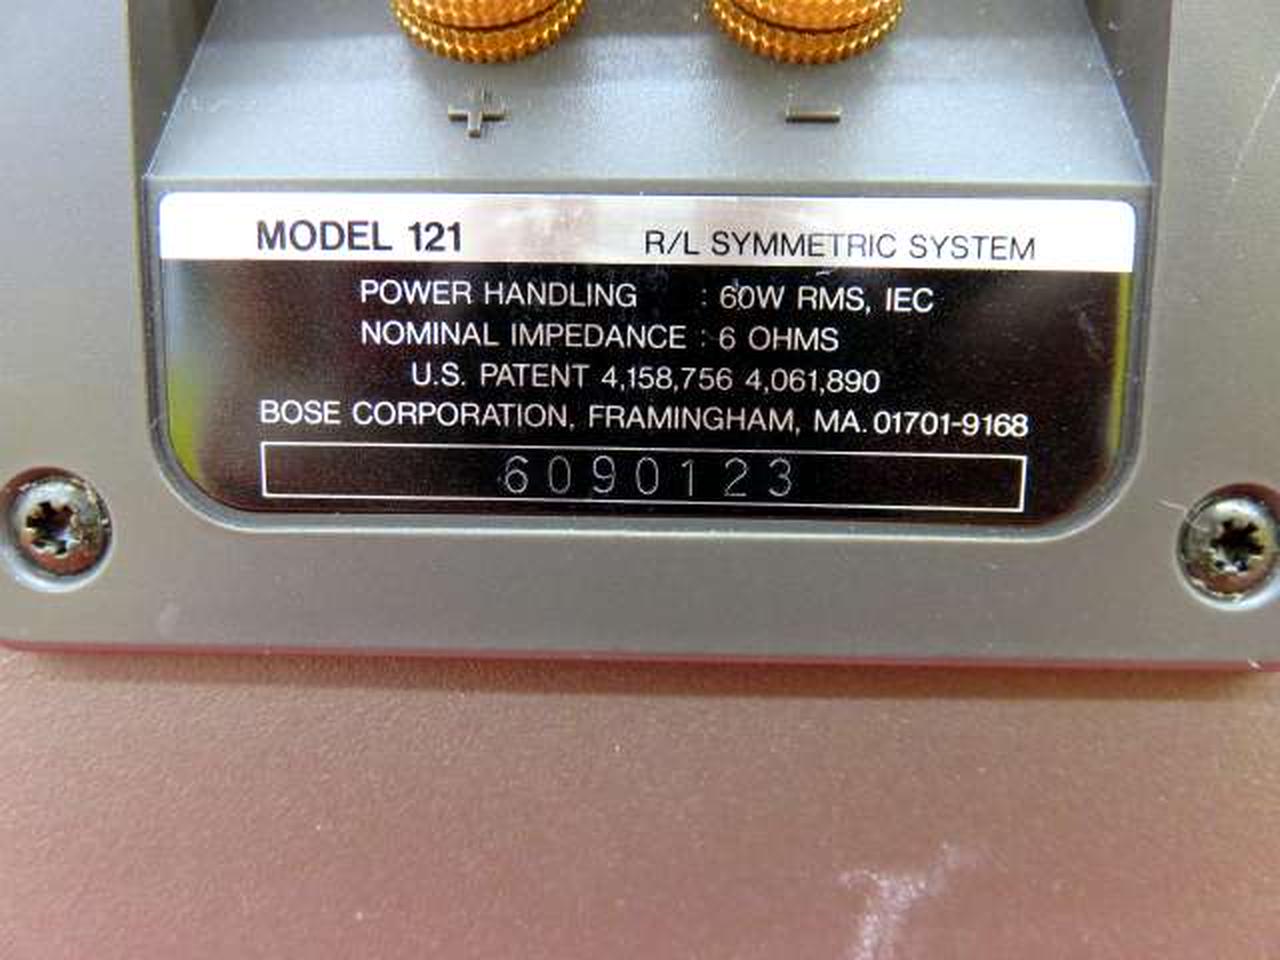 + −
MODEL 121 R/L SYMMETRIC SYSTEM
POWER HANDLING : 60W RMS, IEC
NOMINAL IMPEDANCE : 6 OHMS
U.S. PATENT 4,158,756 4,061,890
BOSE CORPORATION, FRAMINGHAM, MA. 01701-9168
6090123